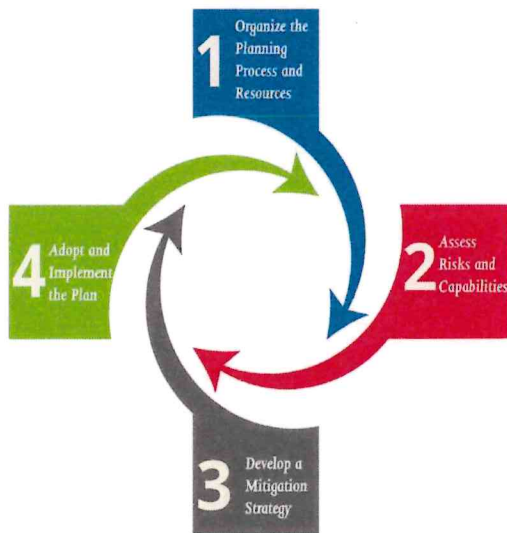 1
Organize the
Planning
Process and
Resources
2
Assess
Risks and
Capabilities
3
Develop a
Mitigation
Strategy
4
Adopt and
Implement
the Plan